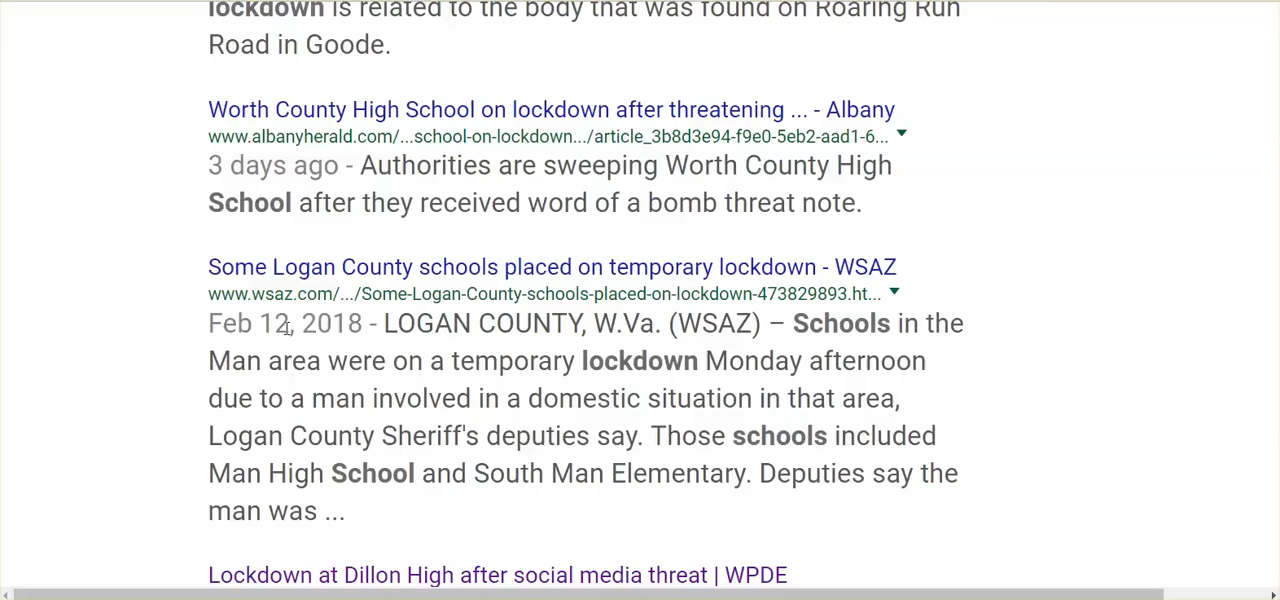 lockdown is related to the body that was found on Roaring Run
Road in Goode.
Worth County High School on lockdown after threatening ... - Albany
www.albanyherald.com/...school-on-lockdown.../article_3b8d3e94-f9e0-5eb2-aad1-6...
3 days ago - Authorities are sweeping Worth County High
School after they received word of a bomb threat note.
Some Logan County schools placed on temporary lockdown - WSAZ
www.wsaz.com/.../Some-Logan-County-schools-placed-on-lockdown-473829893.ht...
Feb 12, 2018 - LOGAN COUNTY, W.Va. (WSAZ) – Schools in the
Man area were on a temporary lockdown Monday afternoon
due to a man involved in a domestic situation in that area,
Logan County Sheriff's deputies say. Those schools included
Man High School and South Man Elementary. Deputies say the
man was ...
Lockdown at Dillon High after social media threat | WPDE